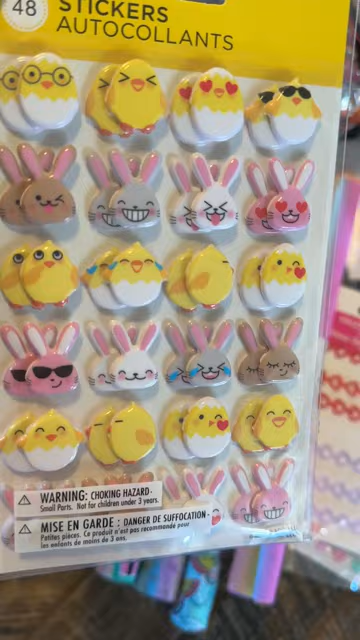 48
STICKERS
AUTOCOLLANTS
WARNING: CHOKING HAZARD-
Small Parts. Not for children under 3 years.
MISE EN GARDE : DANGER DE SUFFOCATION-
Petites pièces. Ce produit n'est pas recommandé pour
les enfants de moins de 3 ans.